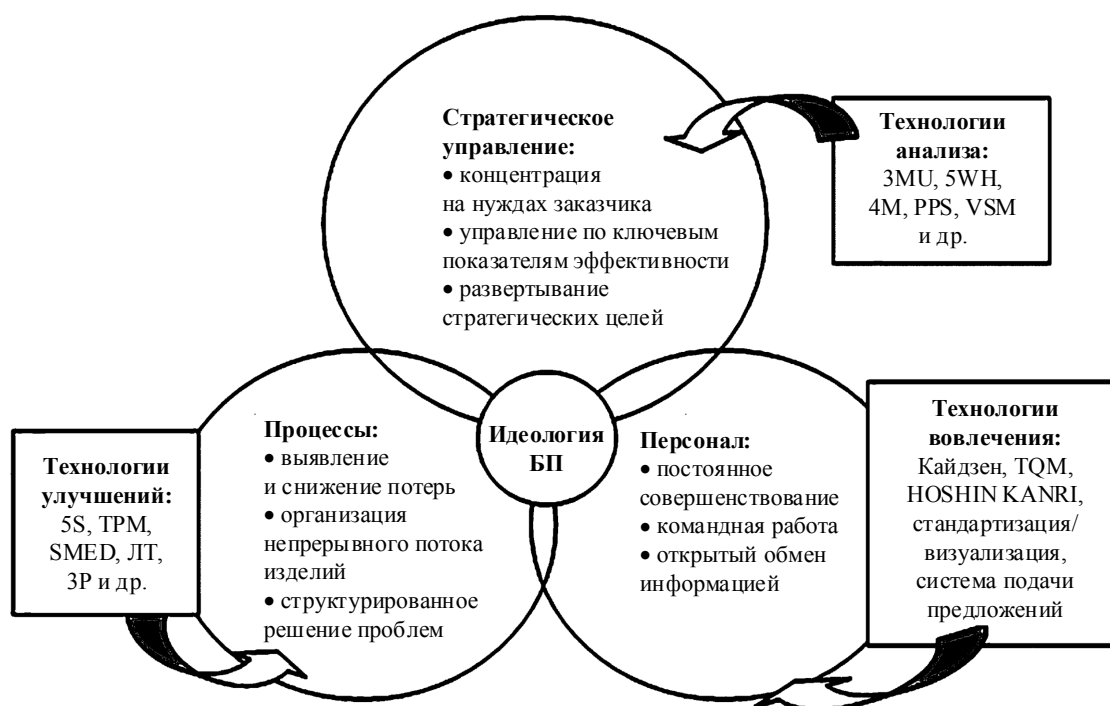 Стратегическое
управление:
• концентрация
на нуждах заказчика
• управление по ключевым
показателям эффективности
• развертывание
стратегических целей
Технологии
анализа:
3MU, 5WH,
4М, PPS, VSM
и др.
Технологии
улучшений:
5S, TPM,
SMED, ЛТ,
3P и др.
Процессы:
• выявление
и снижение потерь
• организация
непрерывного потока
изделий
• структурированное
решение проблем
Идеология
БП
Персонал:
• постоянное
совершенствование
• командная работа
• открытый обмен
информацией
Технологии
вовлечения:
Кайдзен, TQM,
HOSHIN KANRI,
стандартизация/
визуализация,
система подачи
предложений